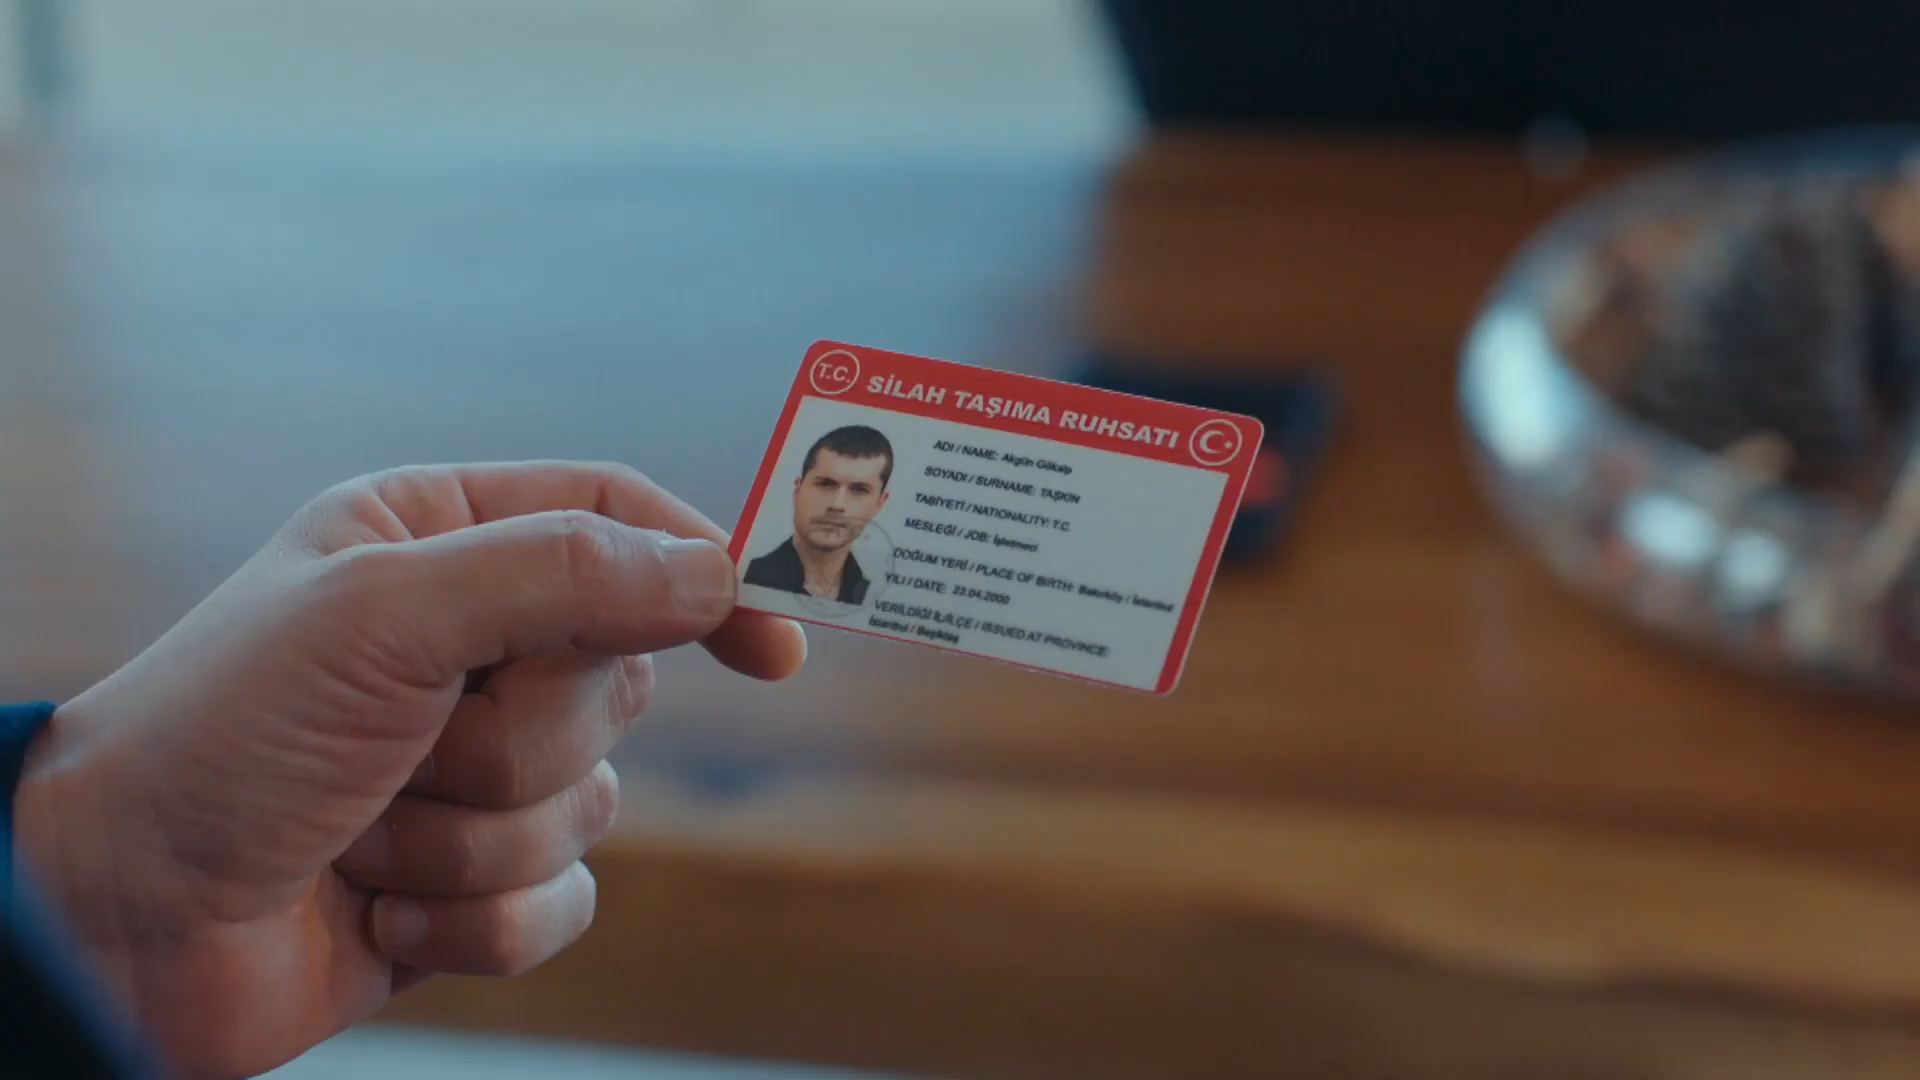 T.C. SİLAH TAŞIMA RUHSATI
ADI / NAME: Akgün Gökalp
SOYADI / SURNAME: TAŞKIN
TABİYETİ / NATIONALITY: T.C.
MESLEĞİ / JOB: İşletmeci
DOĞUM YERİ / PLACE OF BIRTH: Bakırköy / İstanbul
YILI / DATE: 23.04.2000
VERİLDİĞİ İL/İLÇE / ISSUED AT PROVINCE:
İstanbul / Beşiktaş